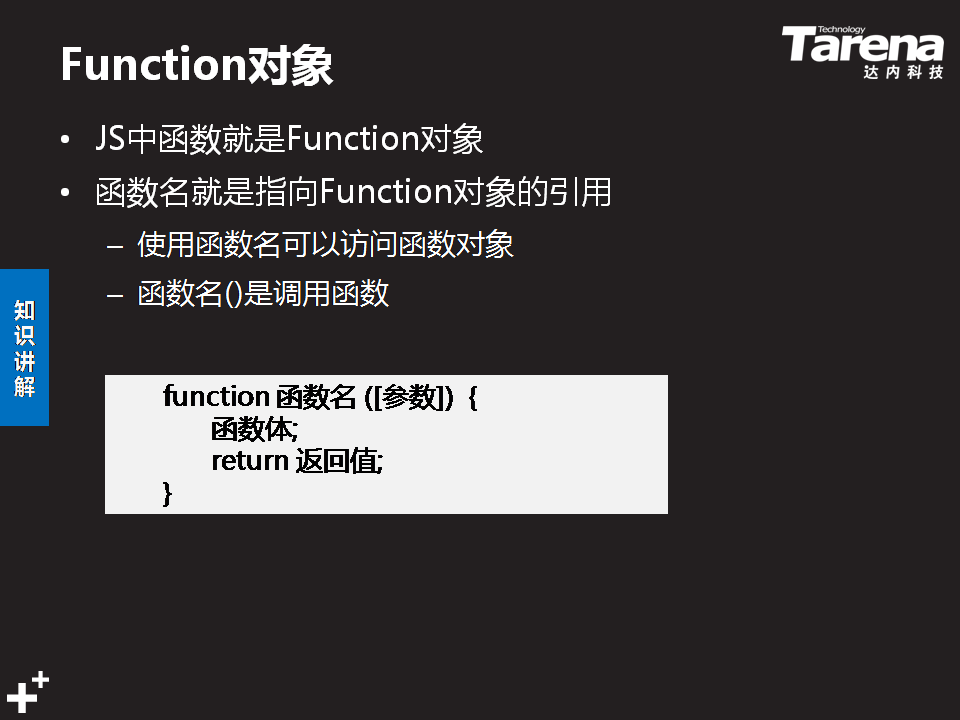 Function对象
Technology
Tarena
达内科技
• JS中函数就是Function对象
• 函数名就是指向Function对象的引用
– 使用函数名可以访问函数对象
– 函数名()是调用函数
知识讲解
function 函数名 ([参数]) {
函数体;
return 返回值;
}